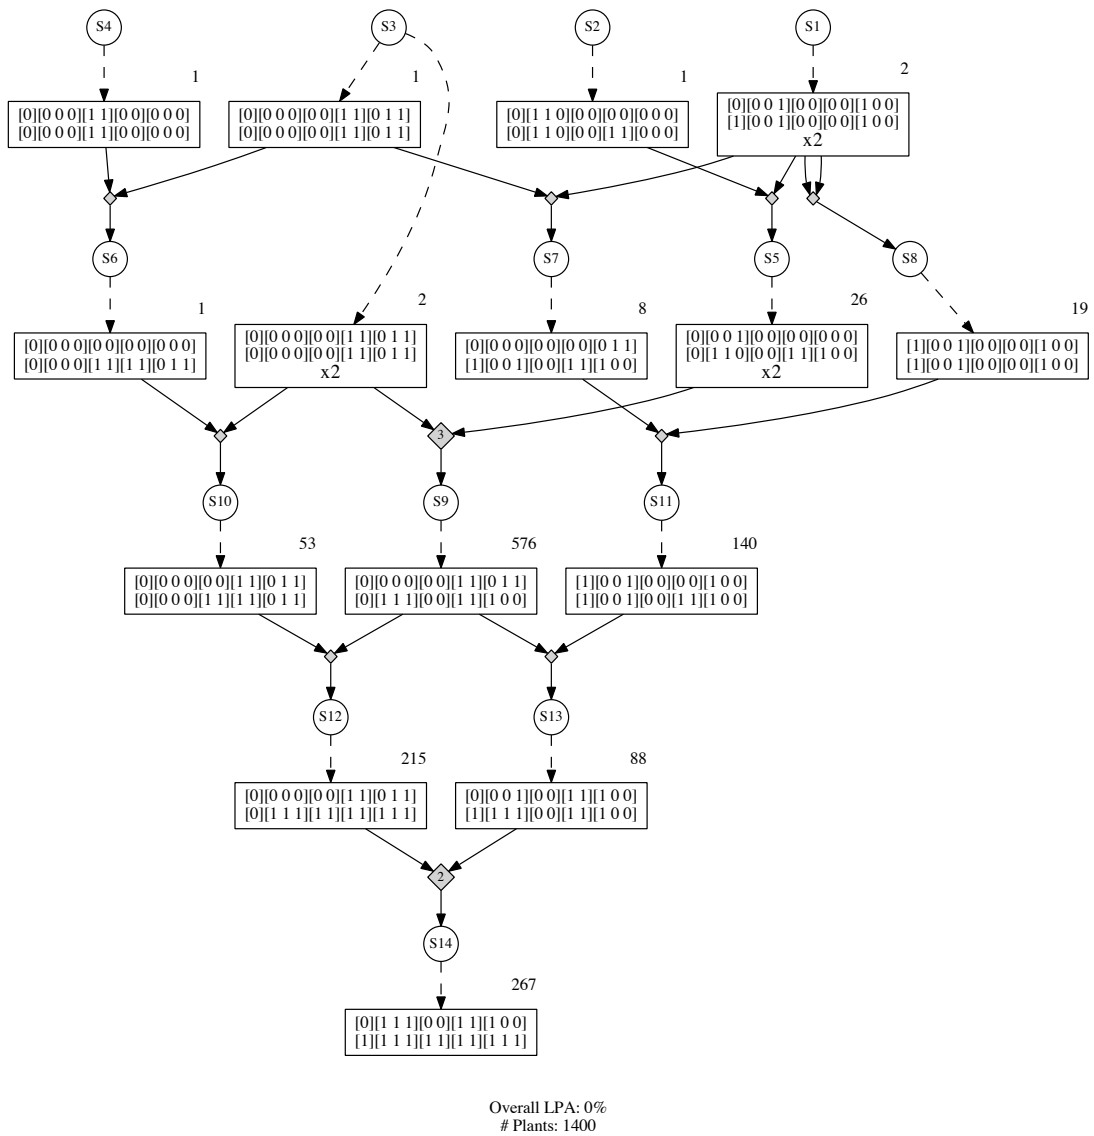 S4
S3
S2
S1
1
1
1
2
[0][0 0 0][1 1][0 0][0 0 0]
[0][0 0 0][1 1][0 0][0 0 0]
[0][0 0 0][0 0][1 1][0 1 1]
[0][0 0 0][0 0][1 1][0 1 1]
[0][1 1 0][0 0][0 0][0 0 0]
[0][1 1 0][0 0][1 1][0 0 0]
[0][0 0 1][0 0][0 0][1 0 0]
[1][0 0 1][0 0][0 0][1 0 0]
x2
S6
S7
S5
S8
1
2
8
26
19
[0][0 0 0][0 0][0 0][0 0 0]
[0][0 0 0][1 1][1 1][0 1 1]
[0][0 0 0][0 0][1 1][0 1 1]
[0][0 0 0][0 0][1 1][0 1 1]
x2
[0][0 0 0][0 0][0 0][0 1 1]
[1][0 0 1][0 0][1 1][1 0 0]
[0][0 0 1][0 0][0 0][0 0 0]
[0][1 1 0][0 0][1 1][1 0 0]
x2
[1][0 0 1][0 0][0 0][1 0 0]
[1][0 0 1][0 0][0 0][1 0 0]
3
S10
S9
S11
53
576
140
[0][0 0 0][0 0][1 1][0 1 1]
[0][0 0 0][1 1][1 1][0 1 1]
[0][0 0 0][0 0][1 1][0 1 1]
[0][1 1 1][0 0][1 1][1 0 0]
[1][0 0 1][0 0][0 0][1 0 0]
[1][0 0 1][0 0][1 1][1 0 0]
S12
S13
215
88
[0][0 0 0][0 0][1 1][0 1 1]
[0][1 1 1][1 1][1 1][1 1 1]
[0][0 0 1][0 0][1 1][1 0 0]
[1][1 1 1][0 0][1 1][1 0 0]
2
S14
267
[0][1 1 1][0 0][1 1][1 0 0]
[1][1 1 1][1 1][1 1][1 1 1]
Overall LPA: 0%
# Plants: 1400